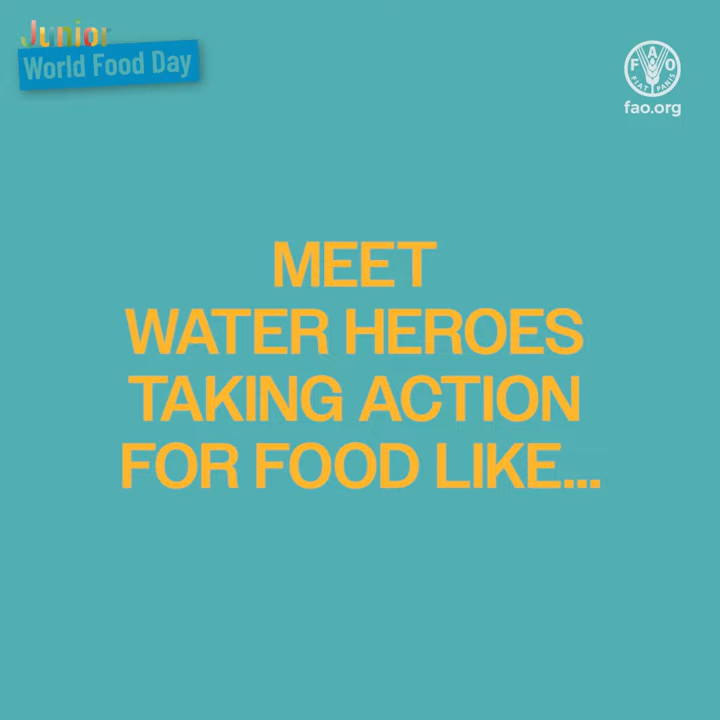 Junior
World Food Day
FAO
FIAT PANIS
fao.org
MEET
WATER HEROES
TAKING ACTION
FOR FOOD LIKE...